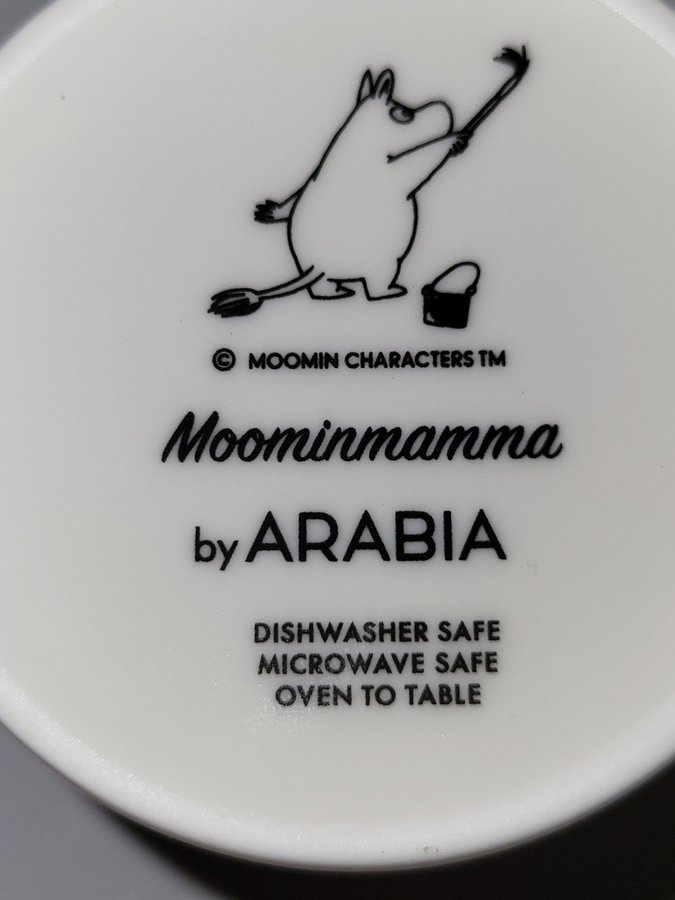 © MOOMIN CHARACTERS TM
Moominmamma
by ARABIA
DISHWASHER SAFE
MICROWAVE SAFE
OVEN TO TABLE